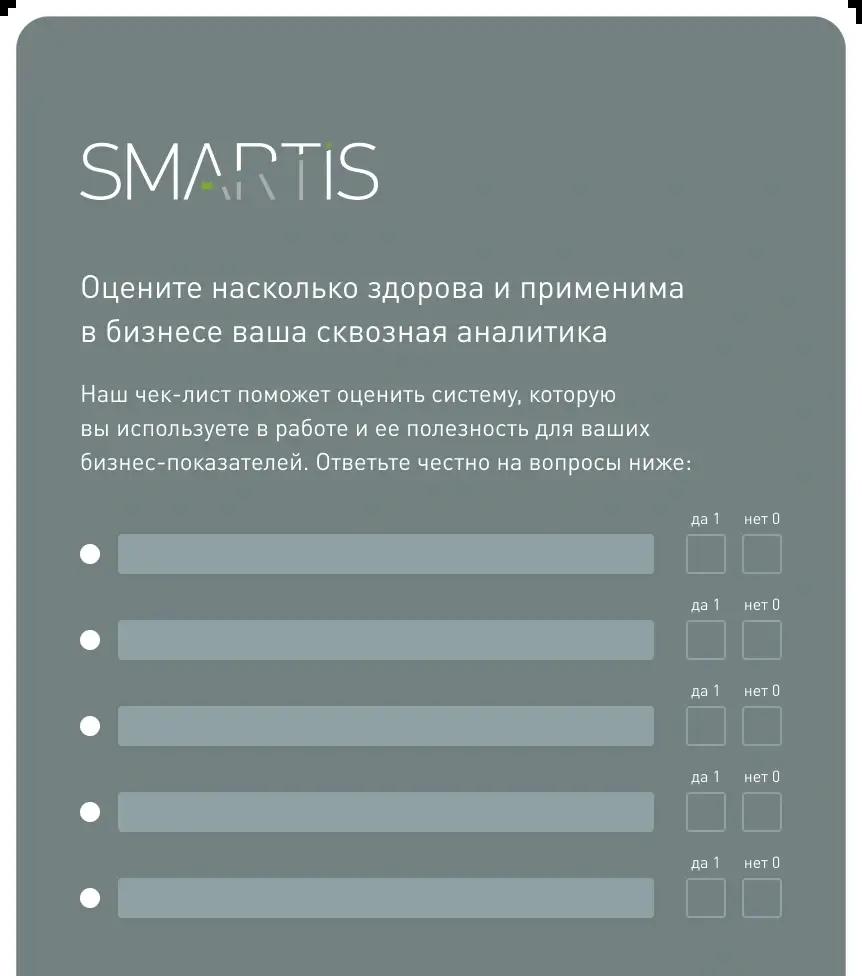 SMARTIS
Оцените насколько здорова и применима
в бизнесе ваша сквозная аналитика
Наш чек-лист поможет оценить систему, которую
вы используете в работе и ее полезность для ваших
бизнес-показателей. Ответьте честно на вопросы ниже:
да 1 нет 0
да 1 нет 0
да 1 нет 0
да 1 нет 0
да 1 нет 0